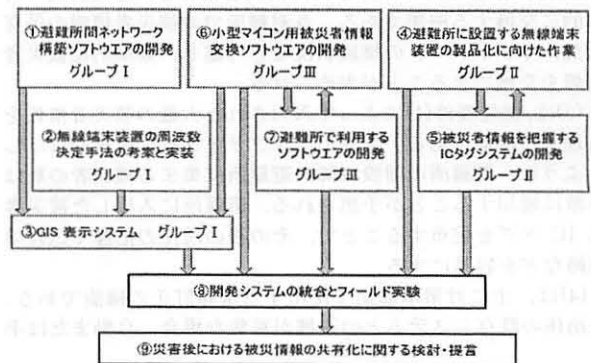 ①避難所間ネットワーク
構築ソフトウエアの開発
グループⅠ
⑥小型マイコン用被災者情報
交換ソフトウエアの開発
グループⅢ
④避難所に設置する無線端末
装置の製品化に向けた作業
グループⅡ
②無線端末装置の周波数
決定手法の考案と実装
グループⅠ
⑦避難所で利用する
ソフトウエアの開発
グループⅢ
⑤被災者情報を把握する
ICタグシステムの開発
グループⅡ
③GIS 表示システム グループⅠ
⑧開発システムの統合とフィールド実験
⑨災害後における被災情報の共有化に関する検討・提言